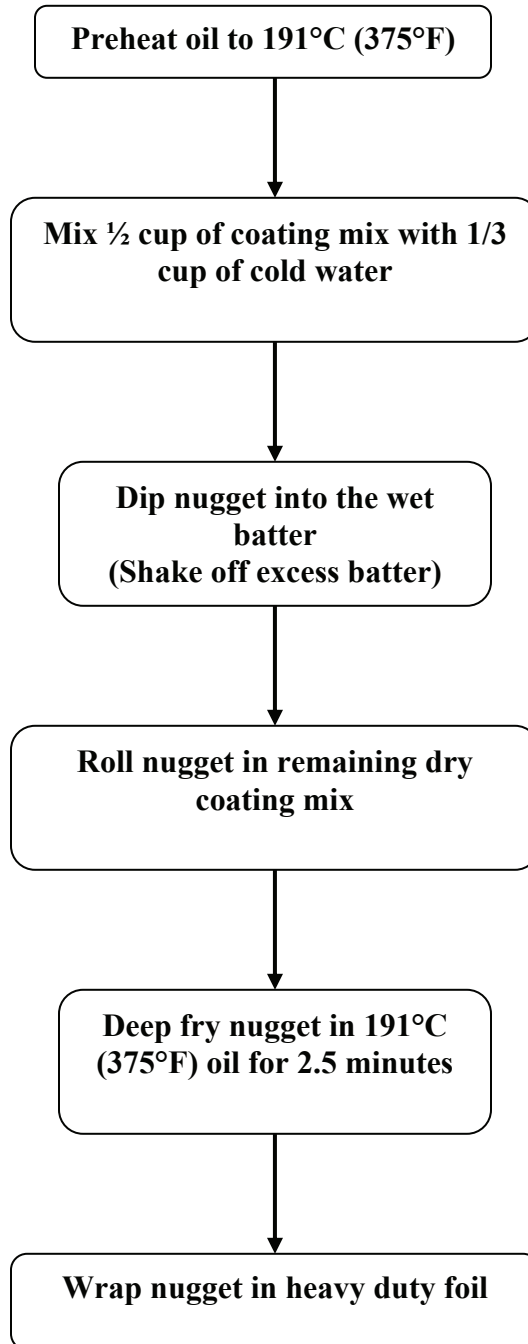 Preheat oil to 191°C (375°F)
Mix ½ cup of coating mix with 1/3
cup of cold water
Dip nugget into the wet
batter
(Shake off excess batter)
Roll nugget in remaining dry
coating mix
Deep fry nugget in 191°C
(375°F) oil for 2.5 minutes
Wrap nugget in heavy duty foil